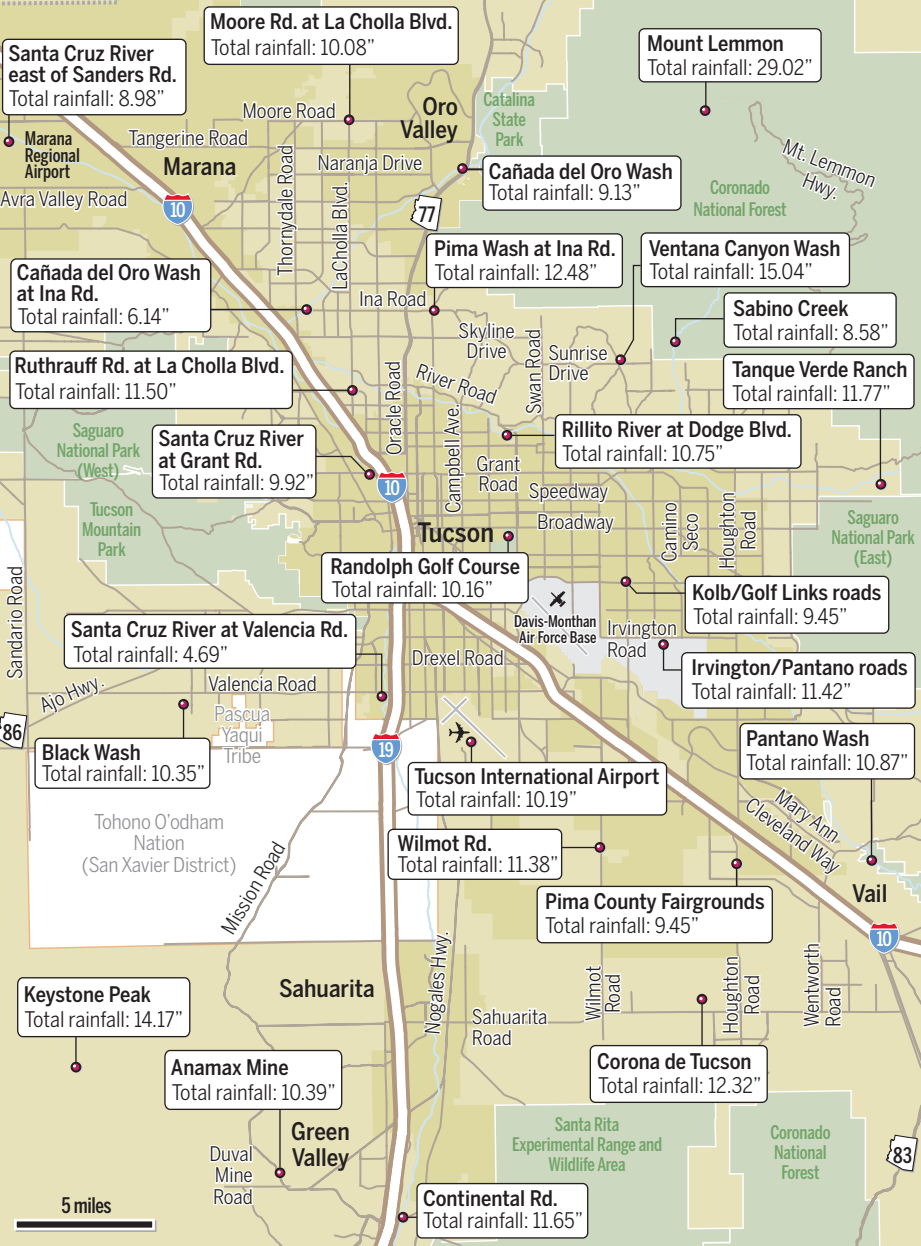 Moore Rd. at La Cholla Blvd.
Total rainfall: 10.08”
Santa Cruz River
east of Sanders Rd.
Total rainfall: 8.98”
Mount Lemmon
Total rainfall: 29.02”
Moore Road
Oro
Valley
Catalina
State
Park
Marana
Regional
Airport
Tangerine Road
Marana
Naranja Drive
Mt. Lemmon
Hwy.
Cañada del Oro Wash
Total rainfall: 9.13”
Coronado
National Forest
Avra Valley Road
10
77
Thornydale Road
LaCholla Blvd.
Pima Wash at Ina Rd.
Total rainfall: 12.48”
Ventana Canyon Wash
Total rainfall: 15.04”
Cañada del Oro Wash
at Ina Rd.
Total rainfall: 6.14”
Ina Road
Sabino Creek
Total rainfall: 8.58”
Skyline
Drive
Swan Road
Sunrise
Drive
Ruthrauff Rd. at La Cholla Blvd.
Total rainfall: 11.50”
Oracle Road
River Road
Tanque Verde Ranch
Total rainfall: 11.77”
Saguaro
National Park
(West)
Santa Cruz River
at Grant Rd.
Total rainfall: 9.92”
Campbell Ave.
Rillito River at Dodge Blvd.
Total rainfall: 10.75”
Grant
Road
10
Speedway
Broadway
Camino
Seco
Houghton
Road
Tucson
Mountain
Park
Tucson
Saguaro
National Park
(East)
Randolph Golf Course
Total rainfall: 10.16”
Sandario Road
Davis-Monthan
Air Force Base
Kolb/Golf Links roads
Total rainfall: 9.45”
Santa Cruz River at Valencia Rd.
Total rainfall: 4.69”
Irvington
Road
Drexel Road
Irvington/Pantano roads
Total rainfall: 11.42”
Ajo Hwy.
Valencia Road
86
Pascua
Yaqui
Tribe
Black Wash
Total rainfall: 10.35”
19
Pantano Wash
Total rainfall: 10.87”
Tucson International Airport
Total rainfall: 10.19”
Mary Ann
Cleveland Way
Tohono O’odham
Nation
(San Xavier District)
Mission Road
Wilmot Rd.
Total rainfall: 11.38”
Vail
Pima County Fairgrounds
Total rainfall: 9.45”
10
Sahuarita
Nogales Hwy.
Wilmot
Road
Houghton
Road
Wentworth
Road
Keystone Peak
Total rainfall: 14.17”
Sahuarita
Road
Anamax Mine
Total rainfall: 10.39”
Corona de Tucson
Total rainfall: 12.32”
Green
Valley
Santa Rita
Experimental Range and
Wildlife Area
Coronado
National
Forest
83
Duval
Mine
Road
5 miles
Continental Rd.
Total rainfall: 11.65”